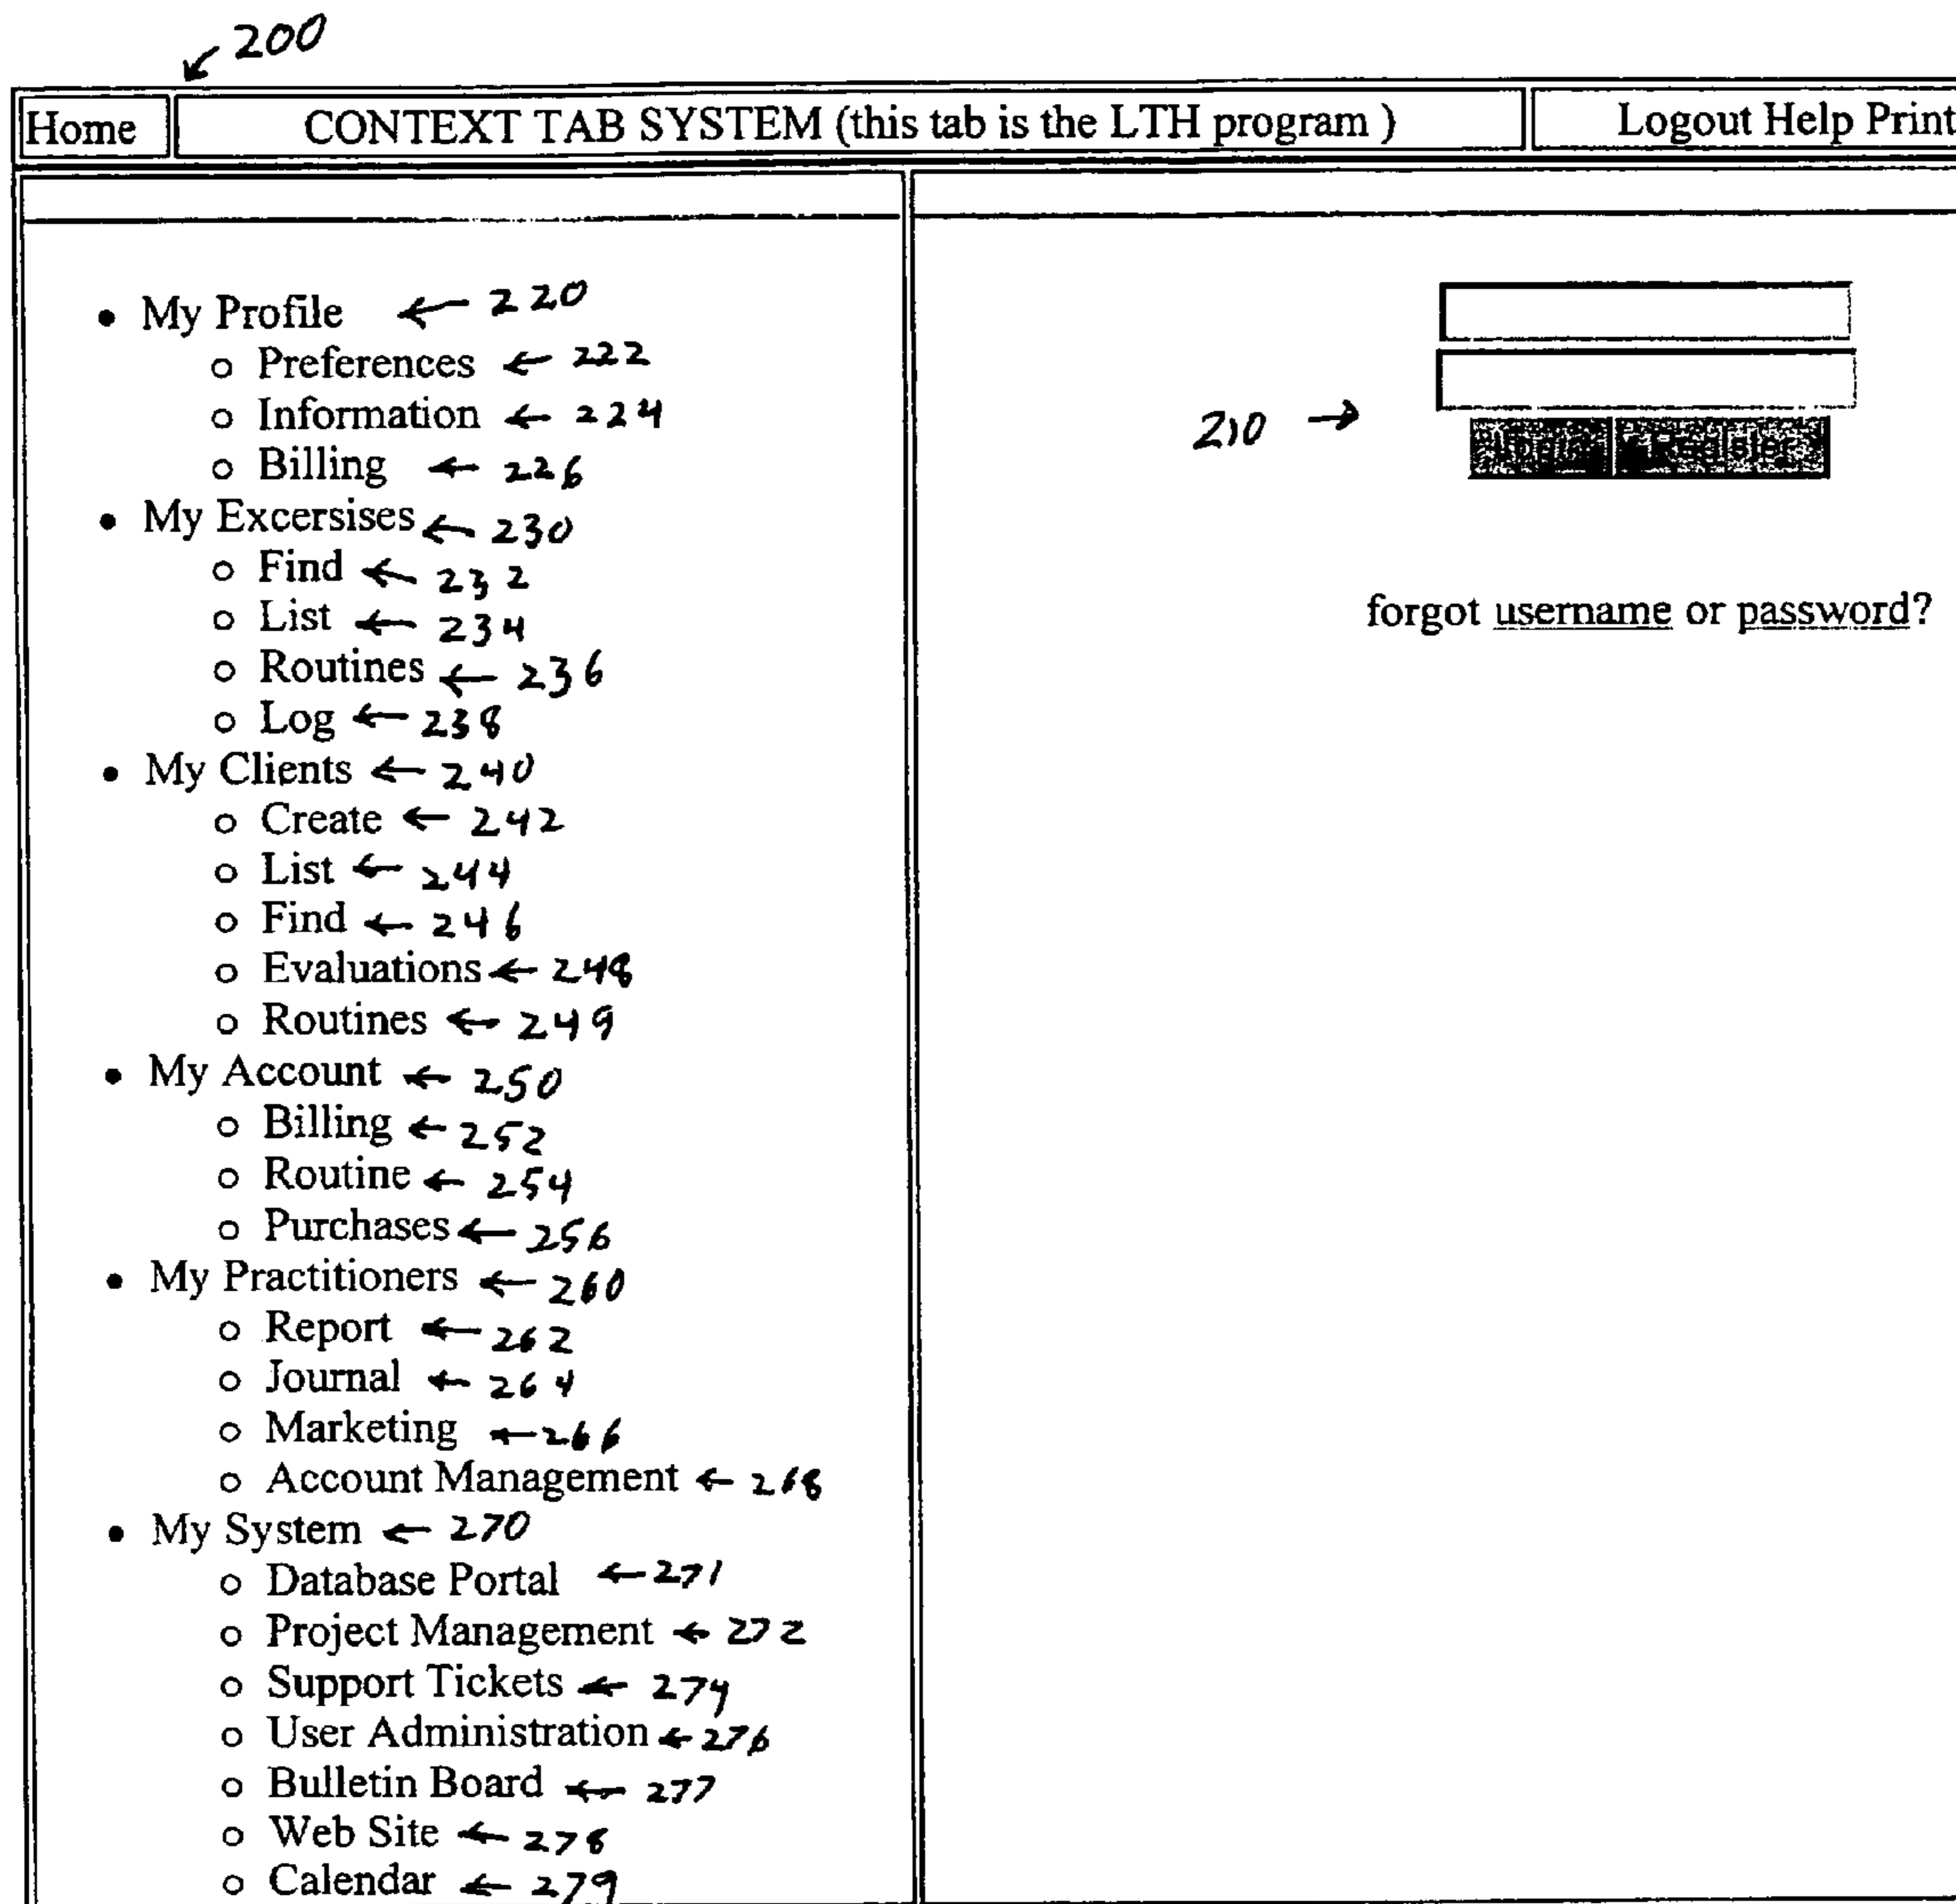 200
Home CONTEXT TAB SYSTEM (this tab is the LTH program ) Logout Help Print
• My Profile ← 220
o Preferences ← 222
o Information ← 224
o Billing ← 226
• My Excersises ← 230
o Find ← 232
o List ← 234
o Routines ← 236
o Log ← 238
• My Clients ← 240
o Create ← 242
o List ← 244
o Find ← 246
o Evaluations ← 248
o Routines ← 249
• My Account ← 250
o Billing ← 252
o Routine ← 254
o Purchases ← 256
• My Practitioners ← 260
o Report ← 262
o Journal ← 264
o Marketing ← 266
o Account Management ← 268
• My System ← 270
o Database Portal ← 271
o Project Management ← 272
o Support Tickets ← 274
o User Administration ← 276
o Bulletin Board ← 277
o Web Site ← 278
o Calendar ← 279
210 →
Login Register
forgot username or password?